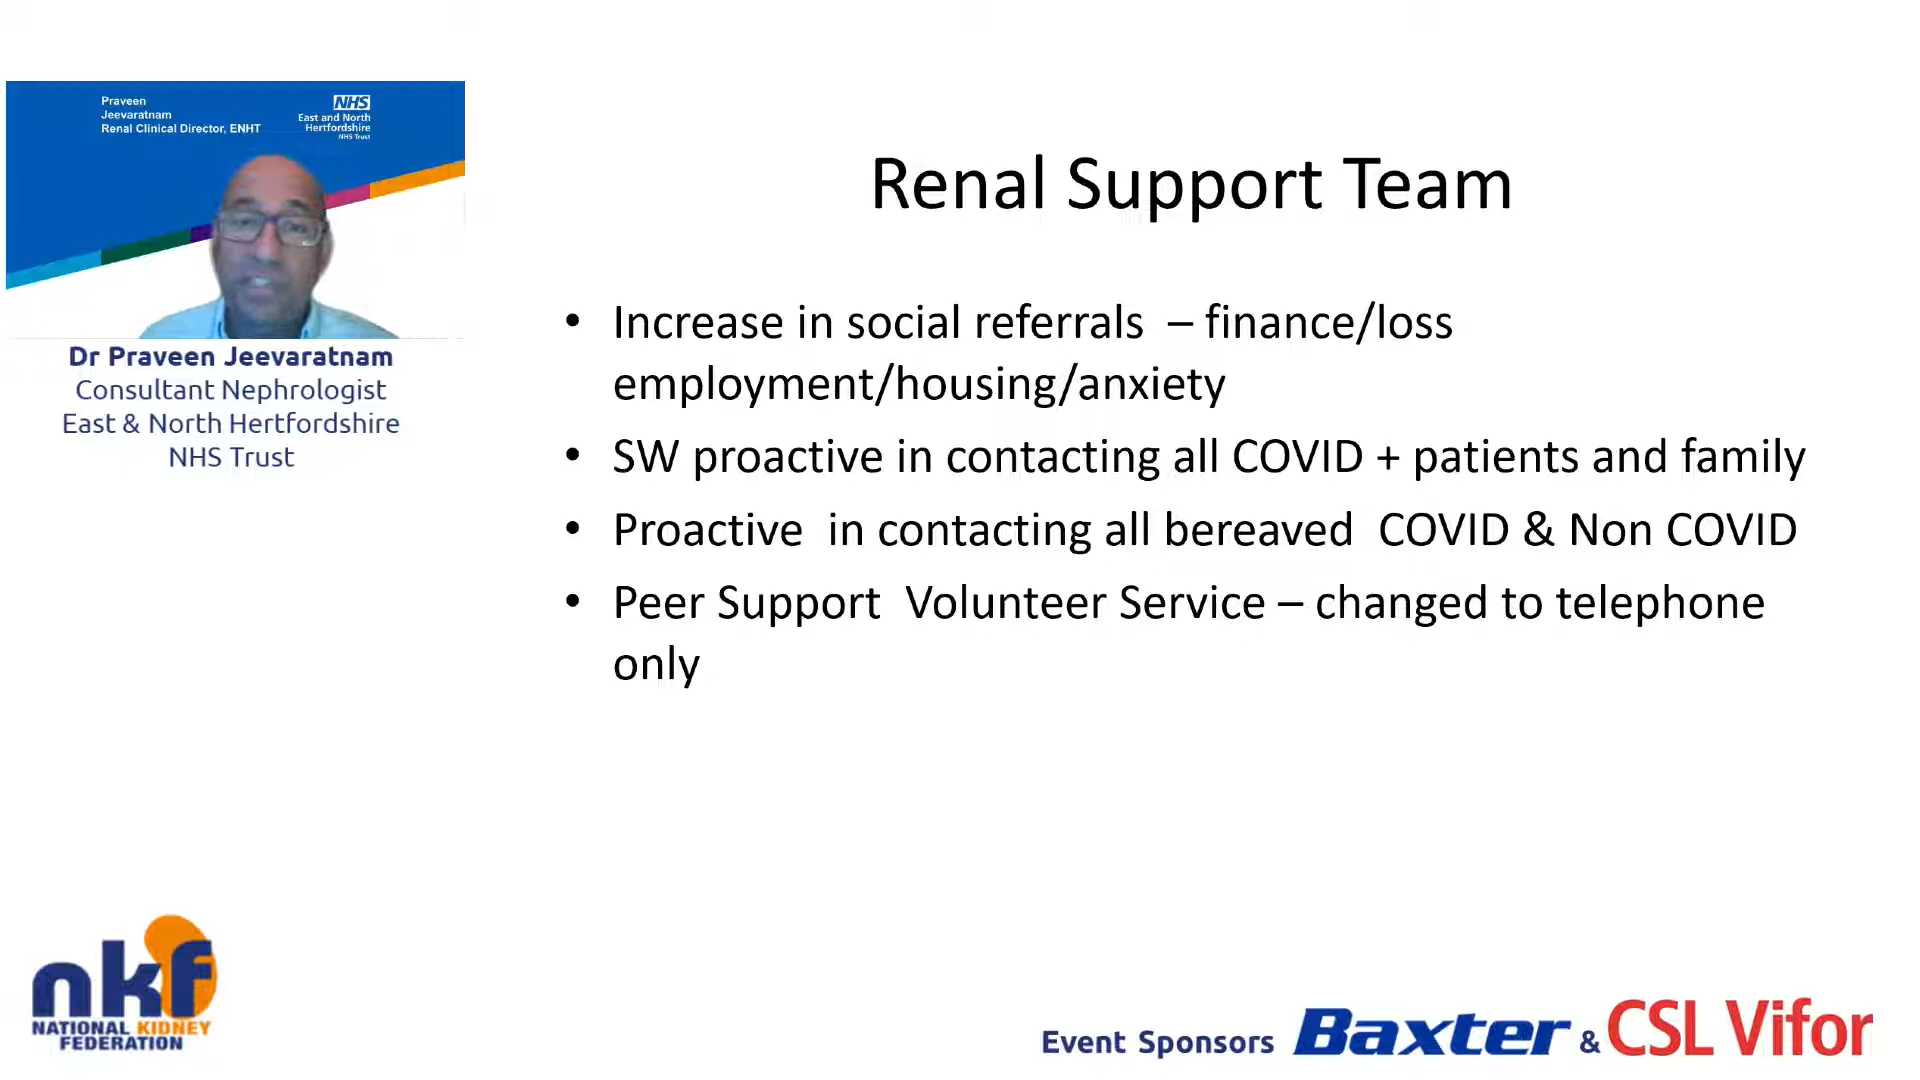 Praveen
Jeevaratnam
Renal Clinical Director, ENHT
NHS
East and North
Hertfordshire
NHS Trust
Dr Praveen Jeevaratnam
Consultant Nephrologist
East & North Hertfordshire
NHS Trust
Renal Support Team
• Increase in social referrals – finance/loss
employment/housing/anxiety
• SW proactive in contacting all COVID + patients and family
• Proactive in contacting all bereaved COVID & Non COVID
• Peer Support Volunteer Service – changed to telephone
only
nkf
NATIONAL KIDNEY
FEDERATION
Event Sponsors Baxter & CSL Vifor